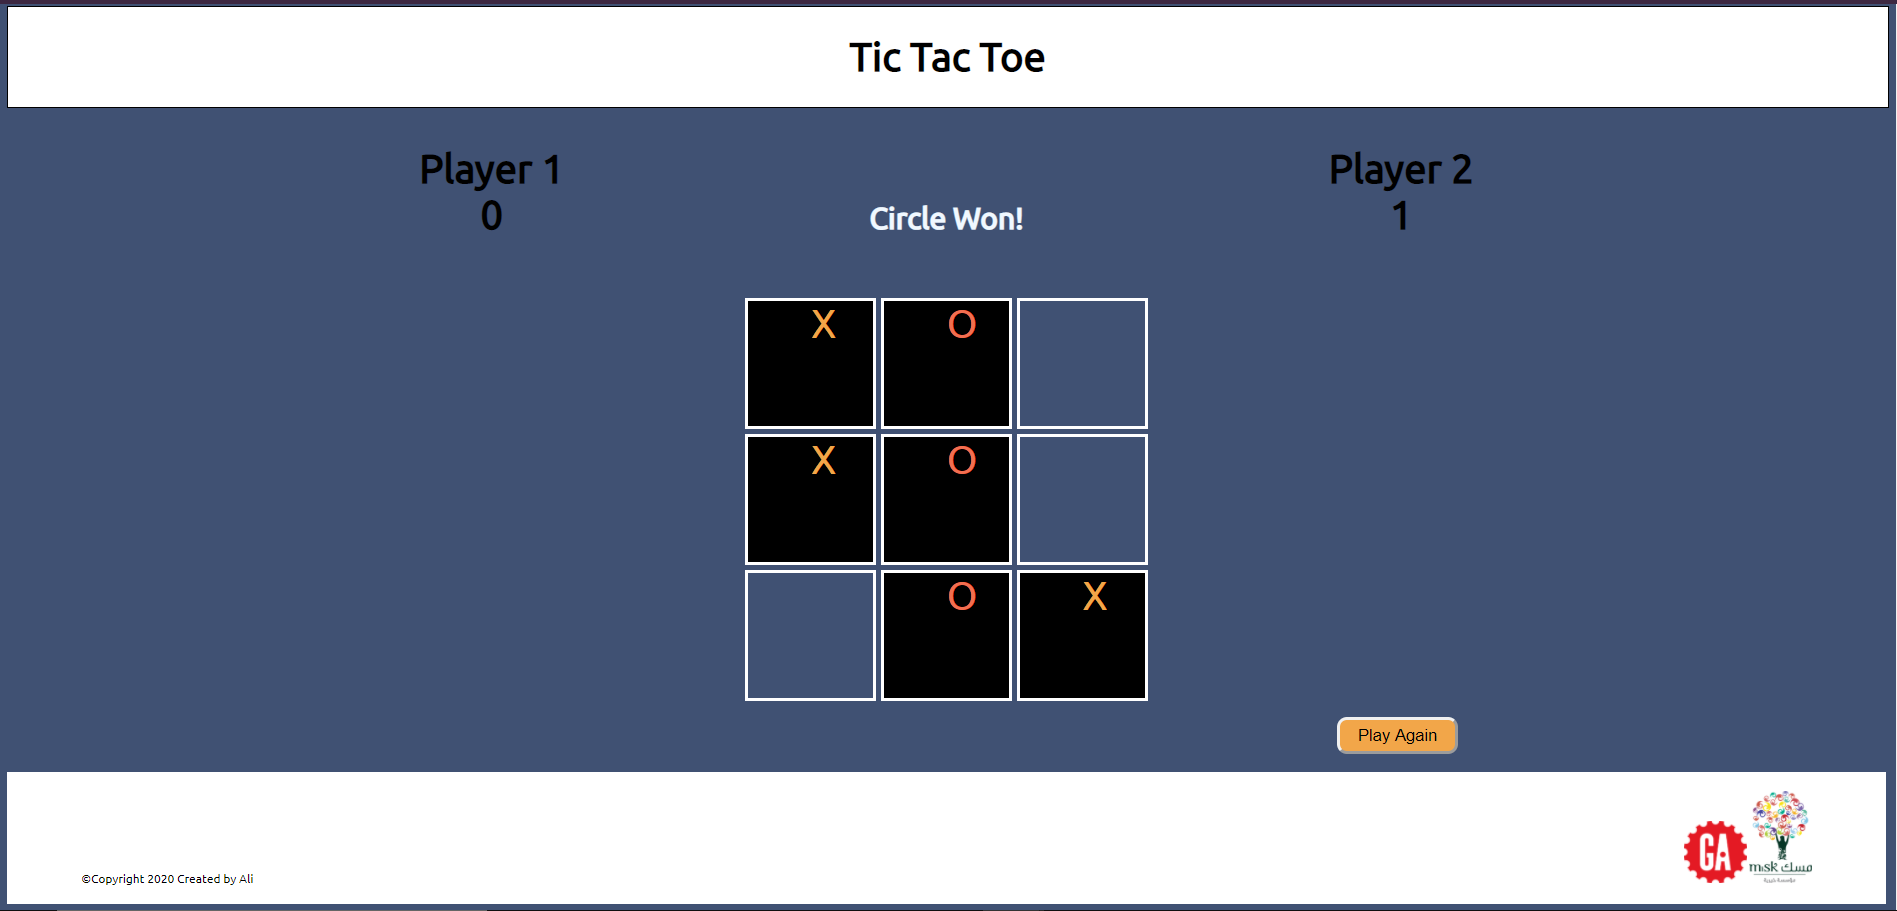 Tic Tac Toe
Player 1
0
Circle Won!
Player 2
1
X O
X O
O X
Play Again
©Copyright 2020 Created by Ali
GA
misk مسك